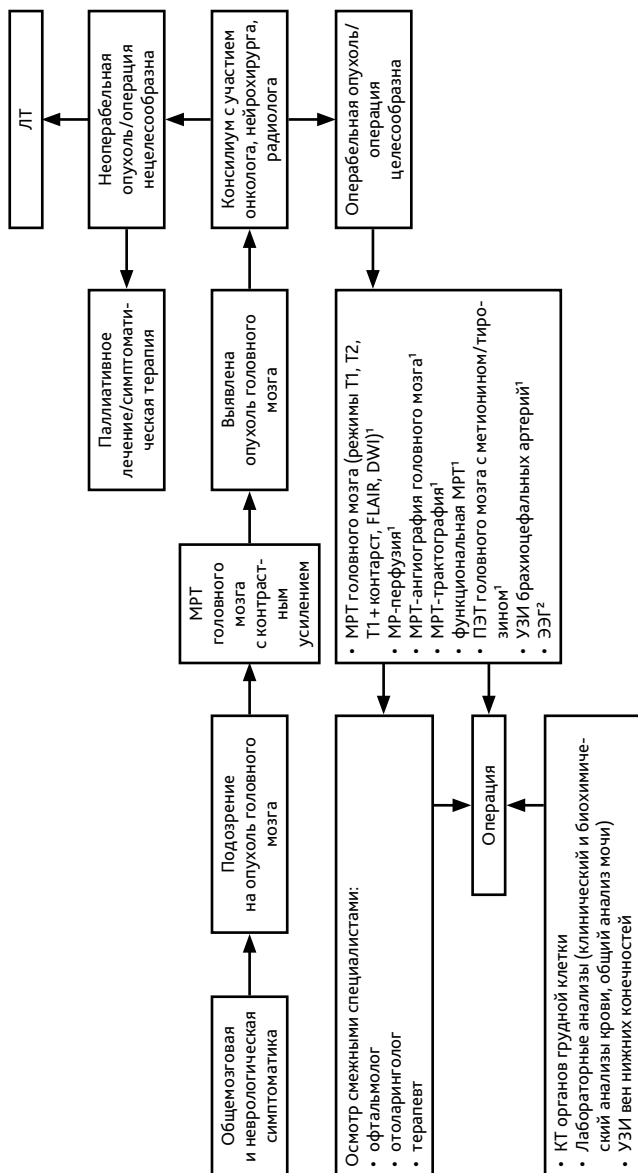 Общемозговая
и неврологическая
симптоматика
Подозрение
на опухоль головного
мозга
МРТ
головного
мозга
с контраст-
ным
усилением
Выявлена
опухоль головного
мозга
Консилиум с участием
онколога, нейрохирурга,
радиолога
Неоперабельная
опухоль/операция
нецелесообразна
ЛТ
Паллиативное
лечение/симптомати-
ческая терапия
Операбельная опухоль/
операция
целесообразна
• МРТ головного мозга (режимы T1, T2,
T1 + контарст, FLAIR, DWI)¹
• МР-перфузия¹
• МРТ-ангиография головного мозга¹
• МРТ-трактография¹
• функциональная МРТ¹
• ПЭТ головного мозга с метионином/тиро-
зином¹
• УЗИ брахиоцефальных артерий¹
• ЭЭГ²
Осмотр смежными специалистами:
• офтальмолог
• отоларинголог
• терапевт
Операция
• КТ органов грудной клетки
• Лабораторные анализы (клинический и биохимиче-
ский анализы крови, общий анализ мочи)
• УЗИ вен нижних конечностей